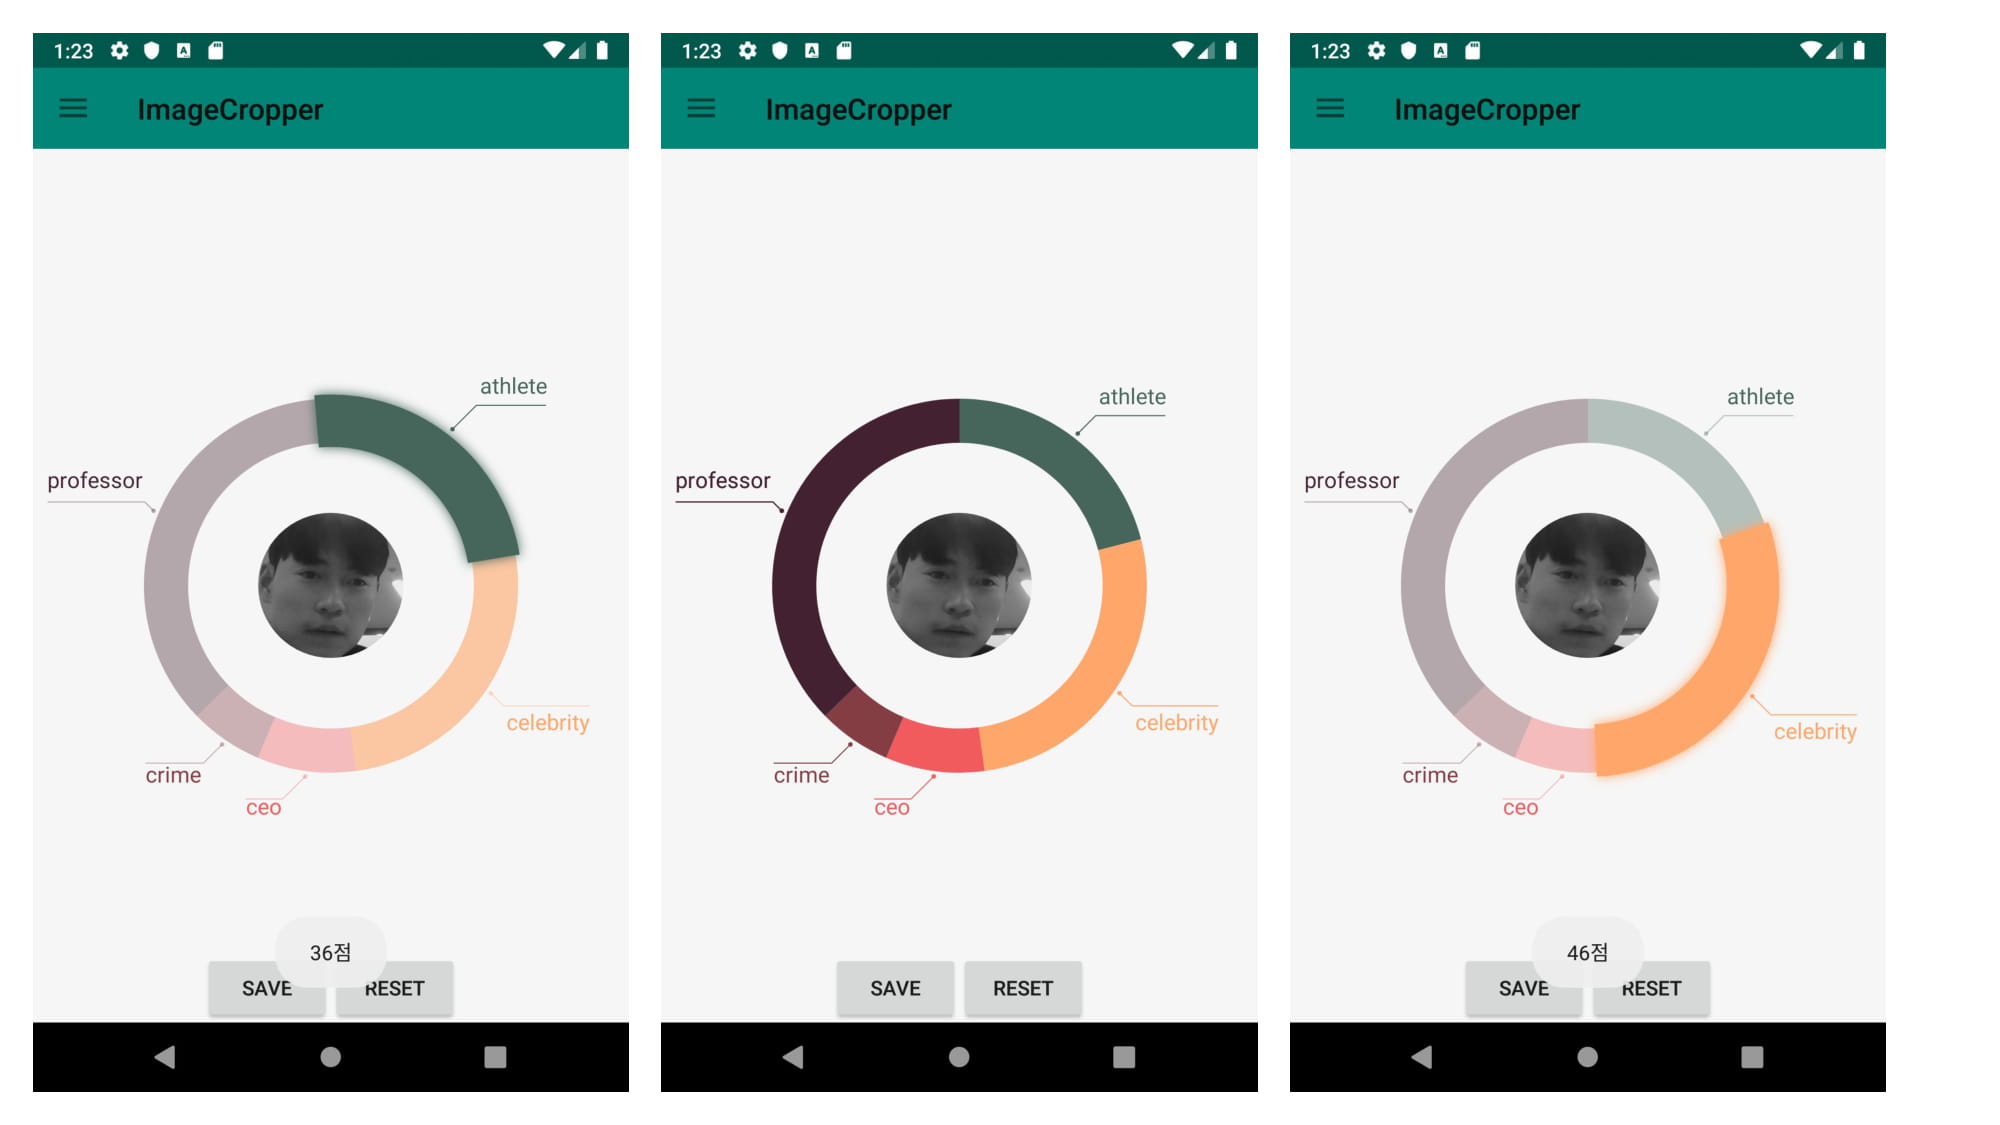 1:23
ImageCropper
athlete
professor
celebrity
crime
ceo
36점
SAVE
RESET
1:23
ImageCropper
athlete
professor
celebrity
crime
ceo
SAVE
RESET
1:23
ImageCropper
athlete
professor
celebrity
crime
ceo
46점
SAVE
RESET